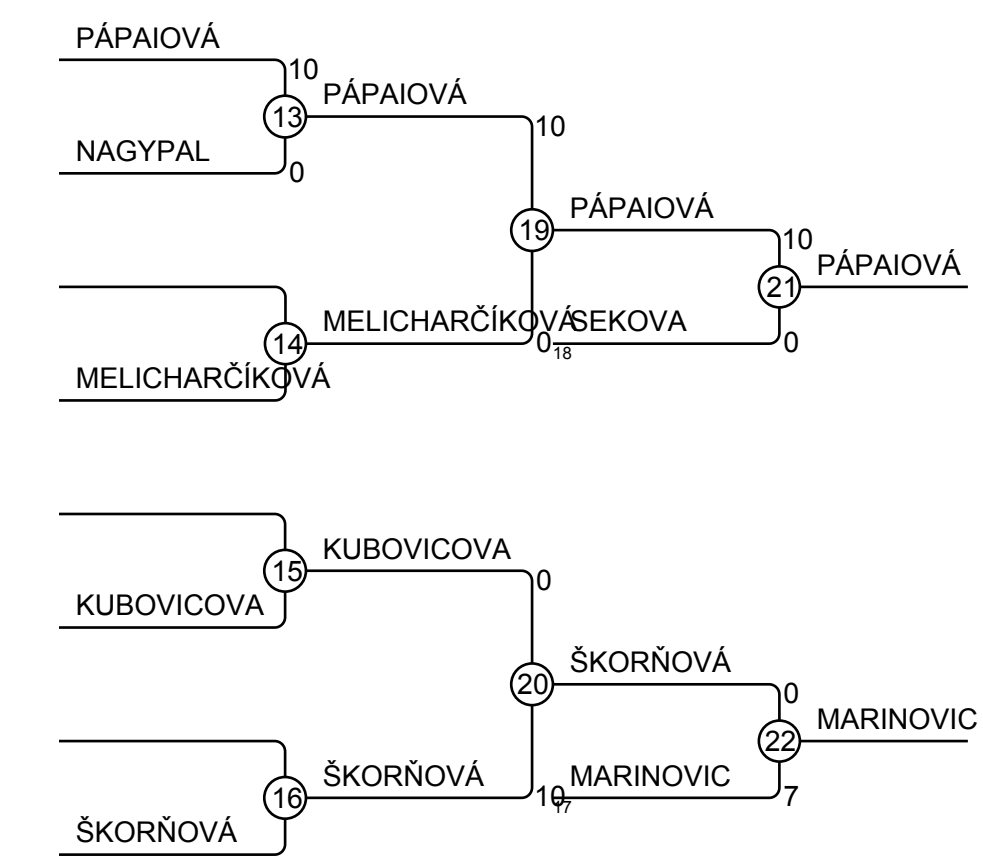 PÁPAIOVÁ
10
13 PÁPAIOVÁ
10
NAGYPAL
0
PÁPAIOVÁ
19
10
PÁPAIOVÁ
21
MELICHARČÍKOVÁ SEKOVA
14
0 18
0
MELICHARČÍKOVÁ
KUBOVICOVA
15
0
KUBOVICOVA
ŠKORŇOVÁ
20
0
MARINOVIC
22
ŠKORŇOVÁ MARINOVIC
16
10 17
7
ŠKORŇOVÁ